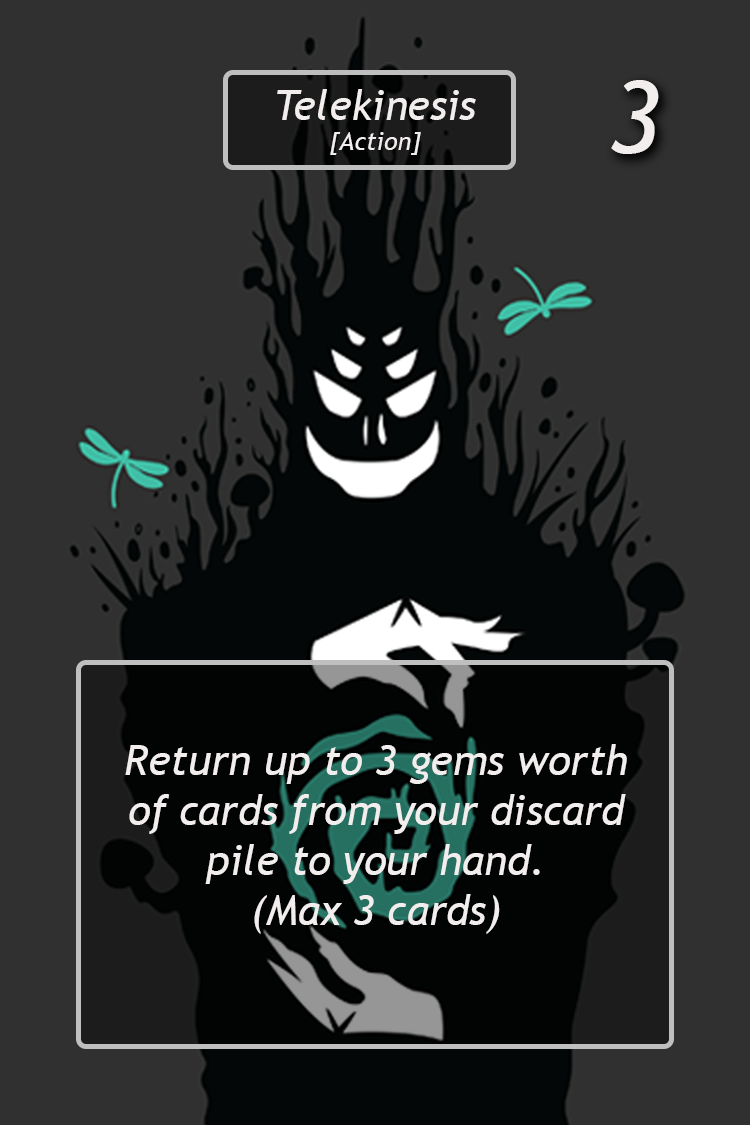 Telekinesis
[Action]
3
Return up to 3 gems worth
of cards from your discard
pile to your hand.
(Max 3 cards)